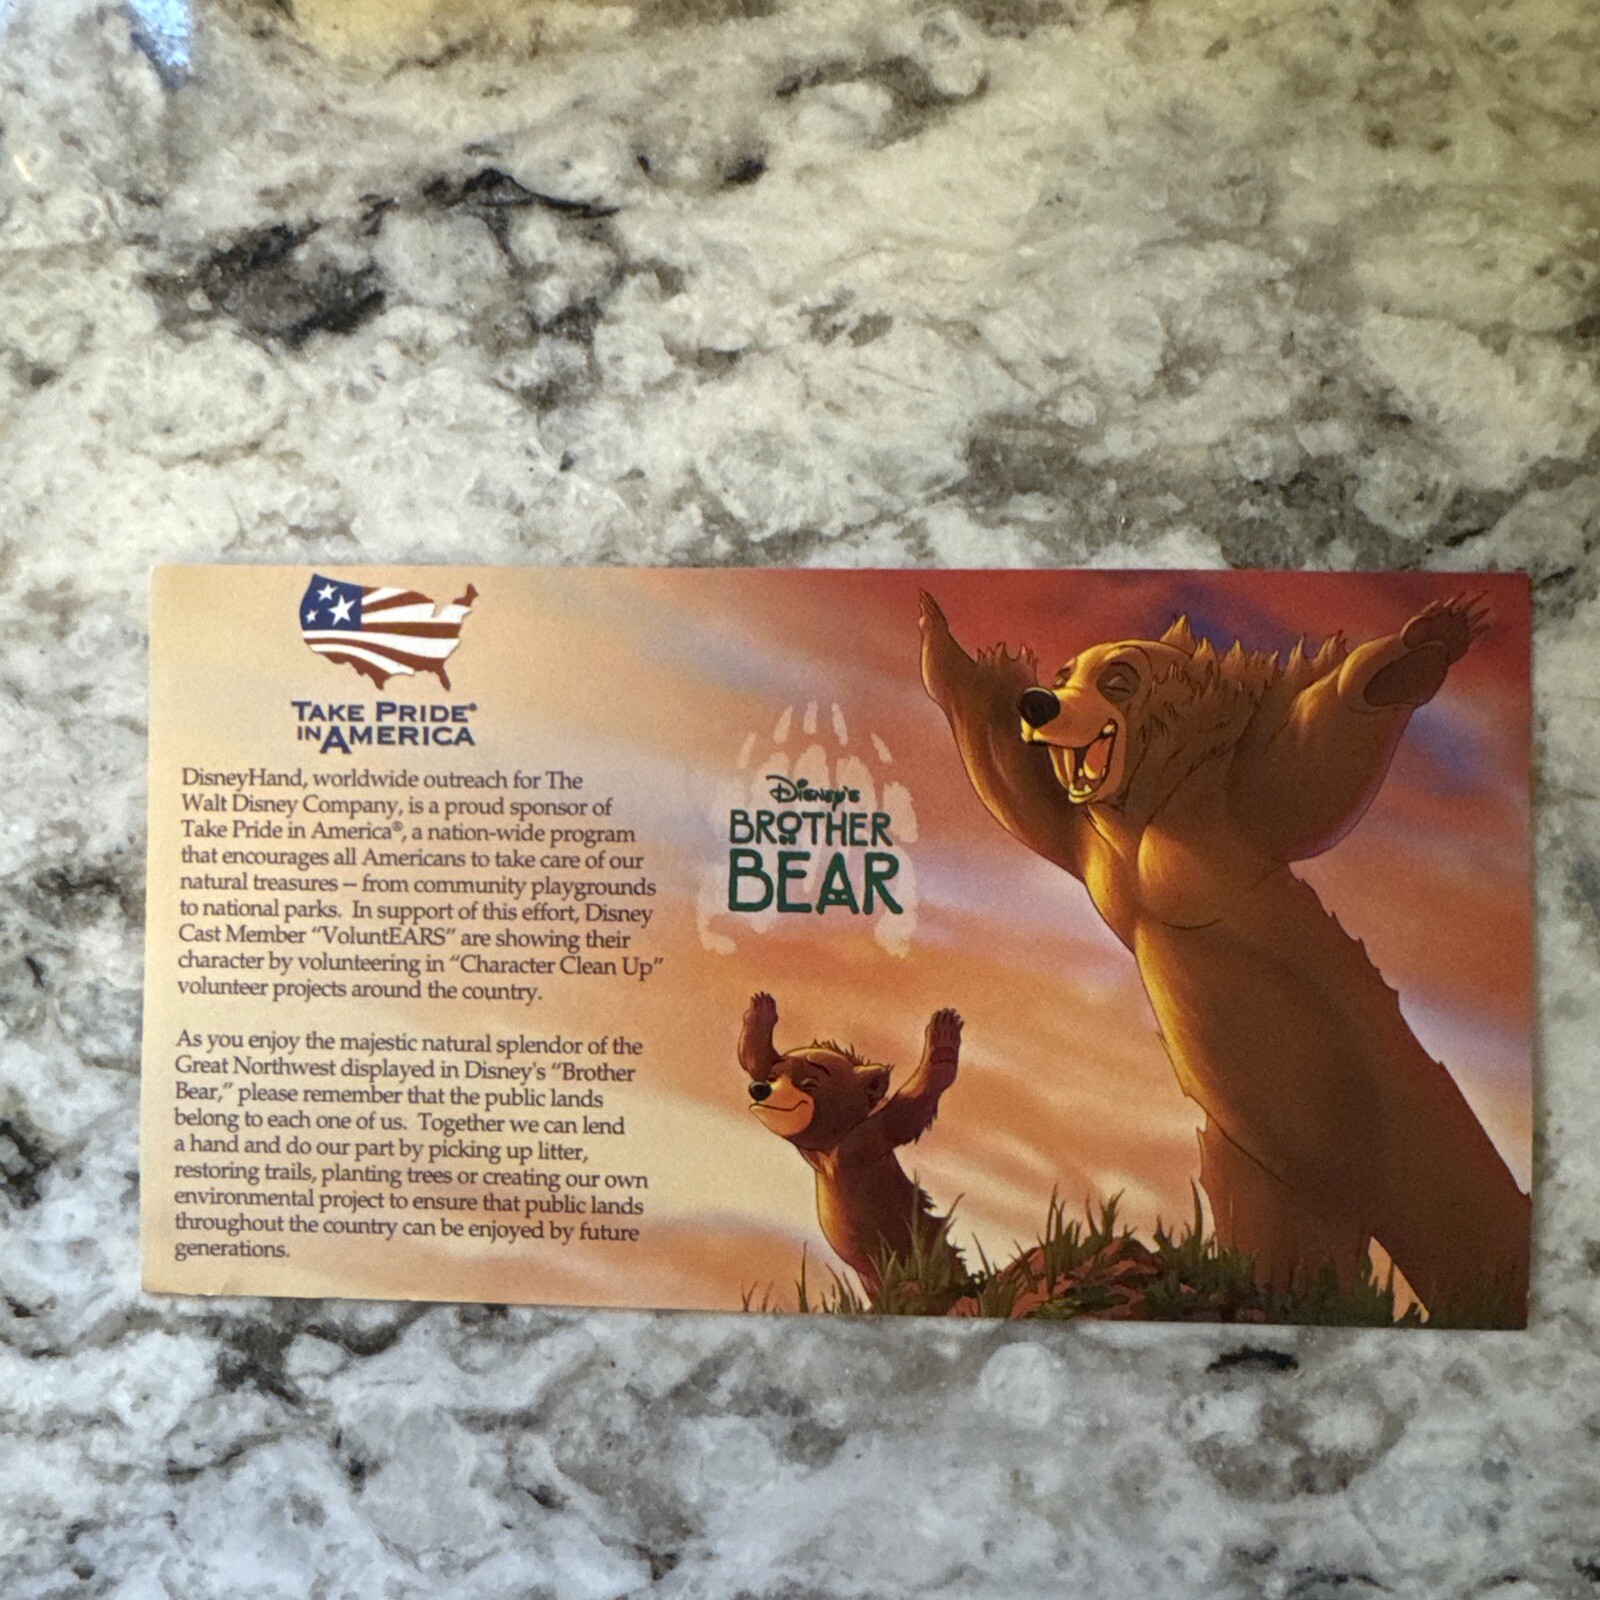 TAKE PRIDE®
IN AMERICA
DisneyHand, worldwide outreach for The
Walt Disney Company, is a proud sponsor of
Take Pride in America®, a nation-wide program
that encourages all Americans to take care of our
natural treasures – from community playgrounds
to national parks. In support of this effort, Disney
Cast Member “VoluntEARS” are showing their
character by volunteering in “Character Clean Up”
volunteer projects around the country.
As you enjoy the majestic natural splendor of the
Great Northwest displayed in Disney's “Brother
Bear,” please remember that the public lands
belong to each one of us. Together we can lend
a hand and do our part by picking up litter,
restoring trails, planting trees or creating our own
environmental project to ensure that public lands
throughout the country can be enjoyed by future
generations.
DISNEY'S
BROTHER
BEAR